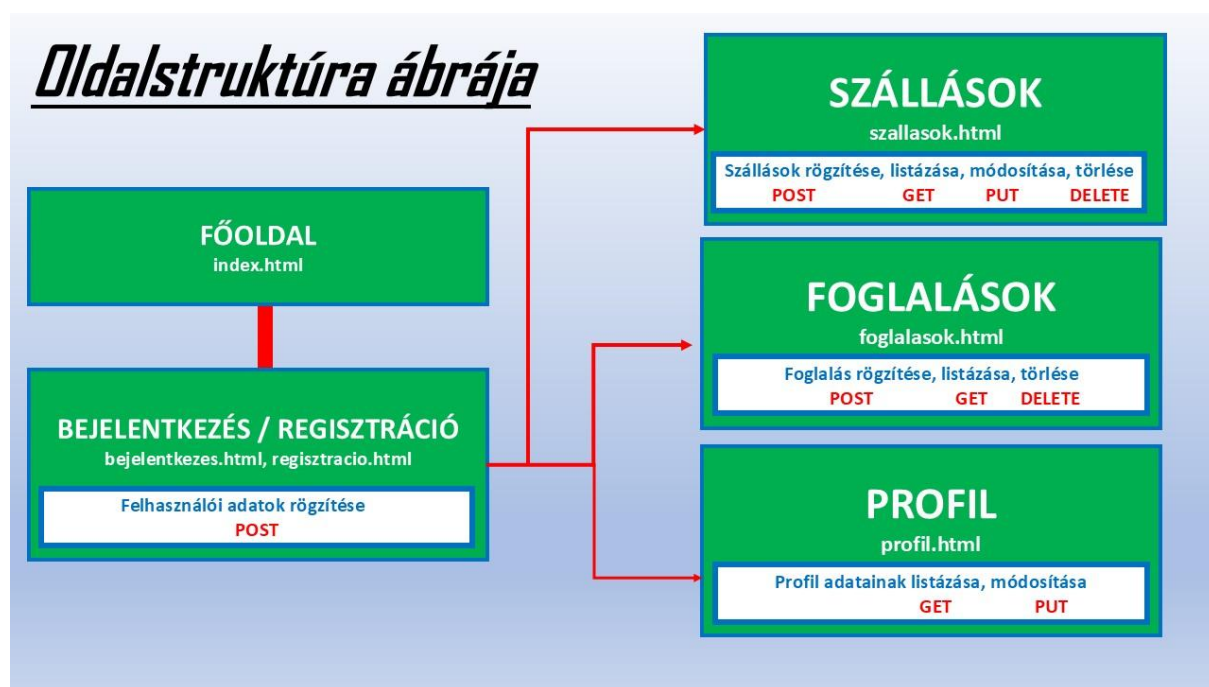 Oldalstruktúra ábrája
FŐOLDAL
index.html
BEJELENTKEZÉS / REGISZTRÁCIÓ
bejelentkezes.html, regisztracio.html
Felhasználói adatok rögzítése
POST
SZÁLLÁSOK
szallasok.html
Szállások rögzítése, listázása, módosítása, törlése
POST GET PUT DELETE
FOGLALÁSOK
foglalasok.html
Foglalás rögzítése, listázása, törlése
POST GET DELETE
PROFIL
profil.html
Profil adatainak listázása, módosítása
GET PUT